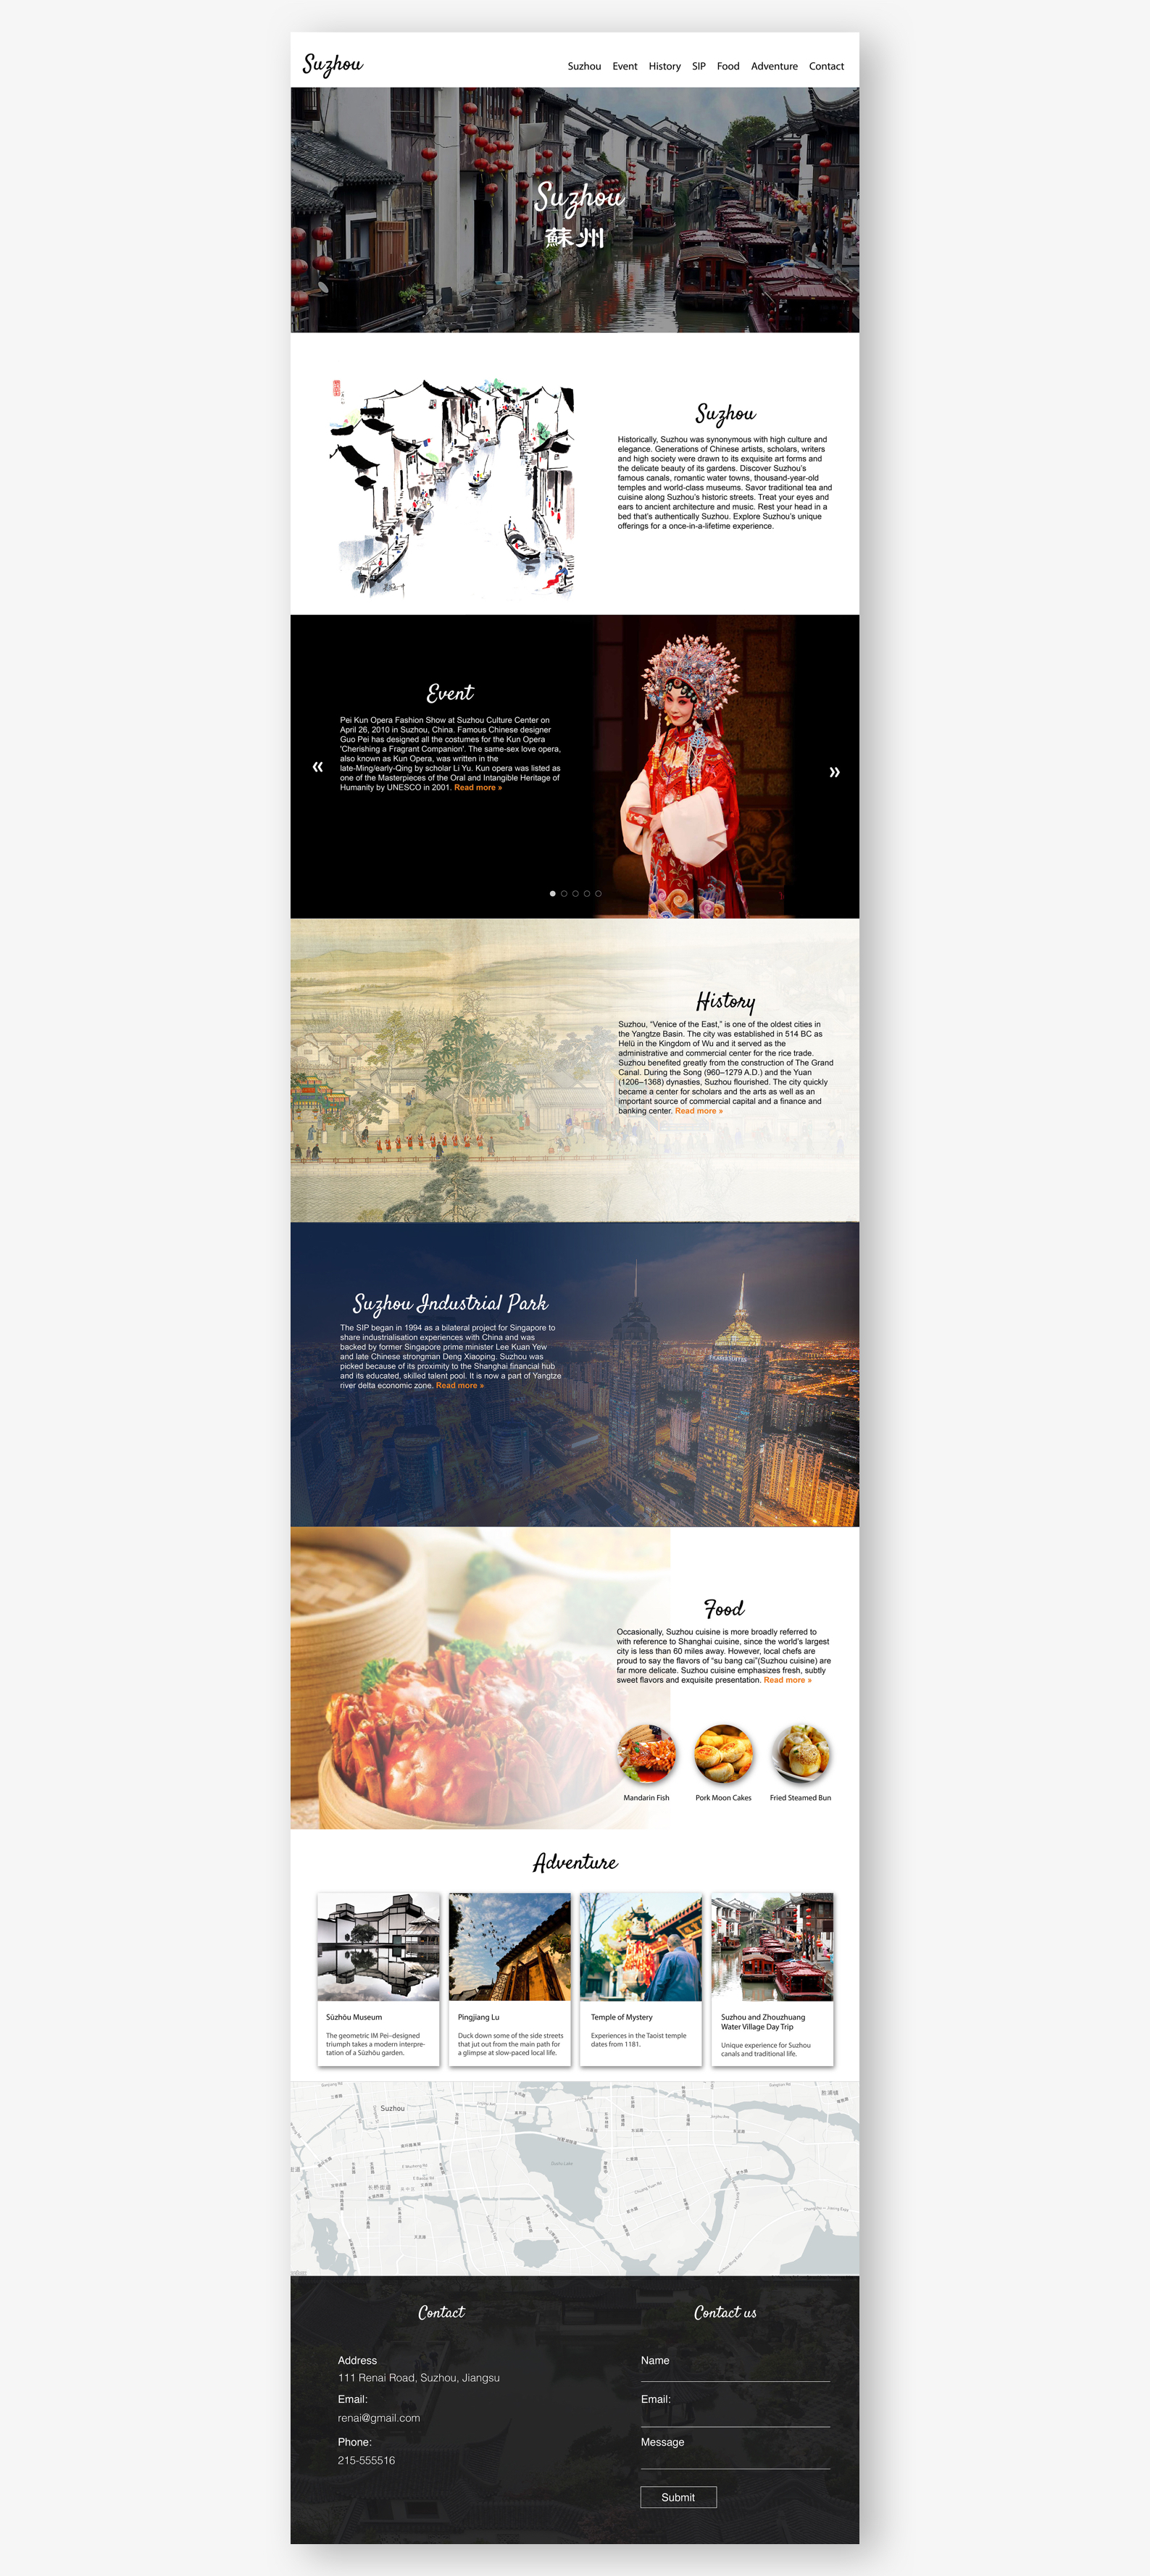 Suzhou
Suzhou Event History SIP Food Adventure Contact
Suzhou
蘇州
Suzhou
Historically, Suzhou was synonymous with high culture and
elegance. Generations of Chinese artists, scholars, writers
and high society were drawn to its exquisite art forms and
the delicate beauty of its gardens. Discover Suzhou's
famous canals, romantic water towns, thousand-year-old
temples and world-class museums. Savor traditional tea and
cuisine along Suzhou's historic streets. Treat your eyes and
ears to ancient architecture and music. Rest your head in a
bed that's authentically Suzhou. Explore Suzhou's unique
offerings for a once-in-a-lifetime experience.
Event
Pei Kun Opera Fashion Show at Suzhou Culture Center on
April 26, 2010 in Suzhou, China. Famous Chinese designer
Guo Pei has designed all the costumes for the Kun Opera
'Cherishing a Fragrant Companion'. The same-sex love opera,
also known as Kun Opera, was written in the
late-Ming/early-Qing by scholar Li Yu. Kun opera was listed as
one of the Masterpieces of the Oral and Intangible Heritage of
Humanity by UNESCO in 2001. Read more »
History
Suzhou, “Venice of the East,” is one of the oldest cities in
the Yangtze Basin. The city was established in 514 BC as
Helü in the Kingdom of Wu and it served as the
administrative and commercial center for the rice trade.
Suzhou benefited greatly from the construction of The Grand
Canal. During the Song (960–1279 A.D.) and the Yuan
(1206–1368) dynasties, Suzhou flourished. The city quickly
became a center for scholars and the arts as well as an
important source of commercial capital and a finance and
banking center. Read more »
Suzhou Industrial Park
The SIP began in 1994 as a bilateral project for Singapore to
share industrialisation experiences with China and was
backed by former Singapore prime minister Lee Kuan Yew
and late Chinese strongman Deng Xiaoping. Suzhou was
picked because of its proximity to the Shanghai financial hub
and its educated, skilled talent pool. It is now a part of Yangtze
river delta economic zone. Read more »
Food
Occasionally, Suzhou cuisine is more broadly referred to
with reference to Shanghai cuisine, since the world's largest
city is less than 60 miles away. However, local chefs are
proud to say the flavors of “su bang cai”(Suzhou cuisine) are
far more delicate. Suzhou cuisine emphasizes fresh, subtly
sweet flavors and exquisite presentation. Read more »
Mandarin Fish
Pork Moon Cakes
Fried Steamed Bun
Adventure
Sūzhōu Museum
The geometric IM Pei–designed
triumph takes a modern interpre-
tation of a Sūzhōu garden.
Pingjiang Lu
Duck down some of the side streets
that jut out from the main path for
a glimpse at slow-paced local life.
Temple of Mystery
Experiences in the Taoist temple
dates from 1181.
Suzhou and Zhouzhuang
Water Village Day Trip
Unique experience for Suzhou
canals and traditional life.
Suzhou
Contact
Address
111 Renai Road, Suzhou, Jiangsu
Email:
renai@gmail.com
Phone:
215-555516
Contact us
Name
Email:
Message
Submit